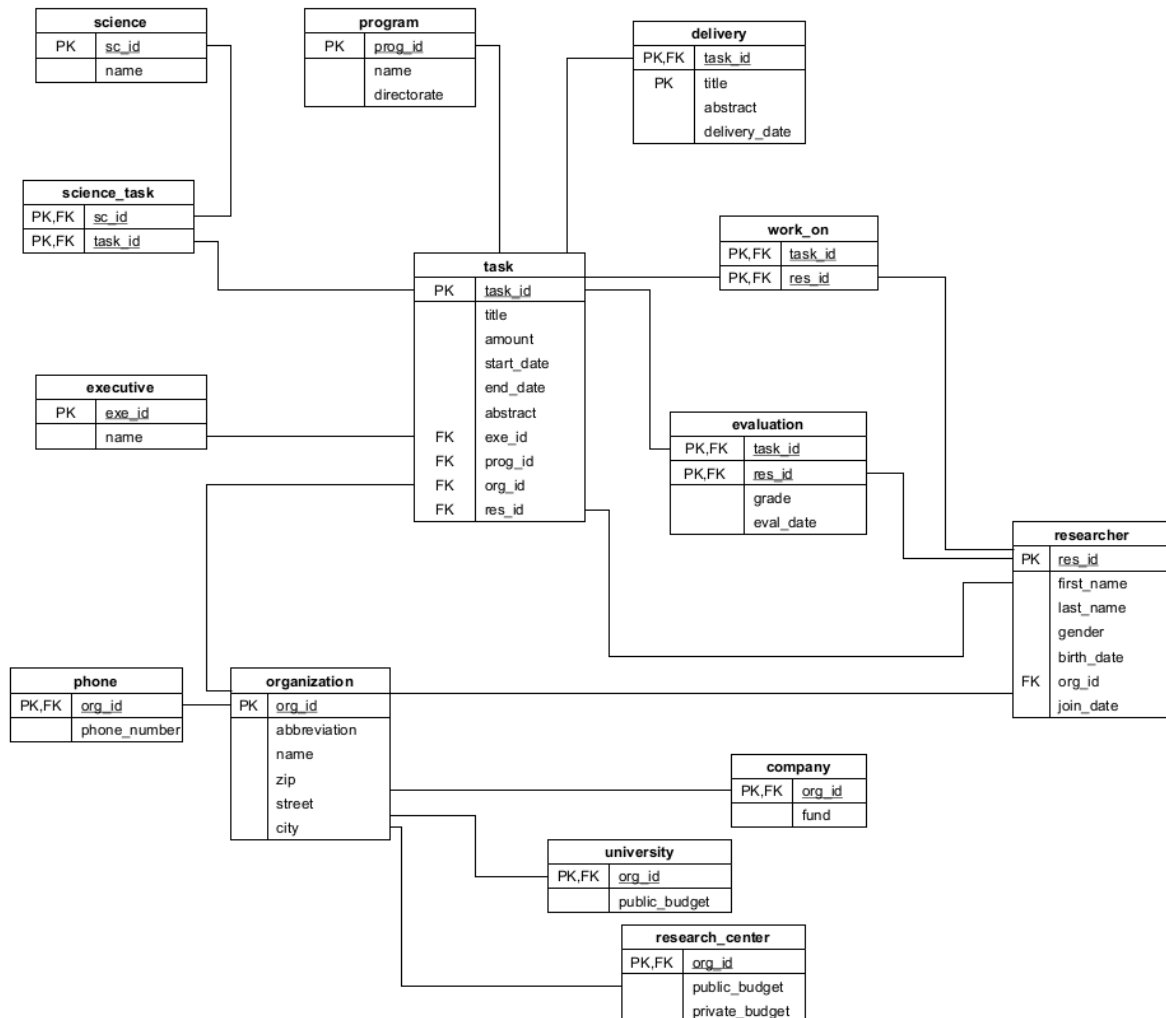 science
PK sc_id
name
program
PK prog_id
name
directorate
delivery
PK,FK task_id
PK title
abstract
delivery_date
science_task
PK,FK sc_id
PK,FK task_id
work_on
PK,FK task_id
PK,FK res_id
task
PK task_id
title
amount
start_date
end_date
abstract
FK exe_id
FK prog_id
FK org_id
FK res_id
executive
PK exe_id
name
evaluation
PK,FK task_id
PK,FK res_id
grade
eval_date
researcher
PK res_id
first_name
last_name
gender
birth_date
FK org_id
join_date
phone
PK,FK org_id
phone_number
organization
PK org_id
abbreviation
name
zip
street
city
company
PK,FK org_id
fund
university
PK,FK org_id
public_budget
research_center
PK,FK org_id
public_budget
private_budget